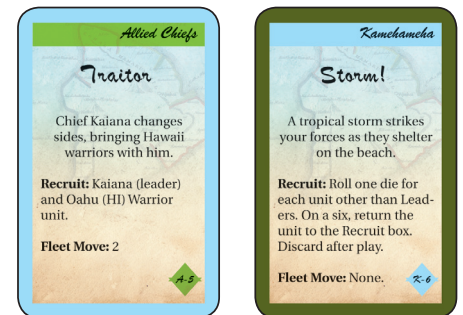 Allied Chiefs
Traitor
Chief Kaiana changes
sides, bringing Hawaii
warriors with him.
Recruit: Kaiana (leader)
and Oahu (HI) Warrior
unit.
Fleet Move: 2
A-5
Kamehameha
Storm!
A tropical storm strikes
your forces as they shelter
on the beach.
Recruit: Roll one die for
each unit other than Lead-
ers. On a six, return the
unit to the Recruit box.
Discard after play.
Fleet Move: None.
K-6